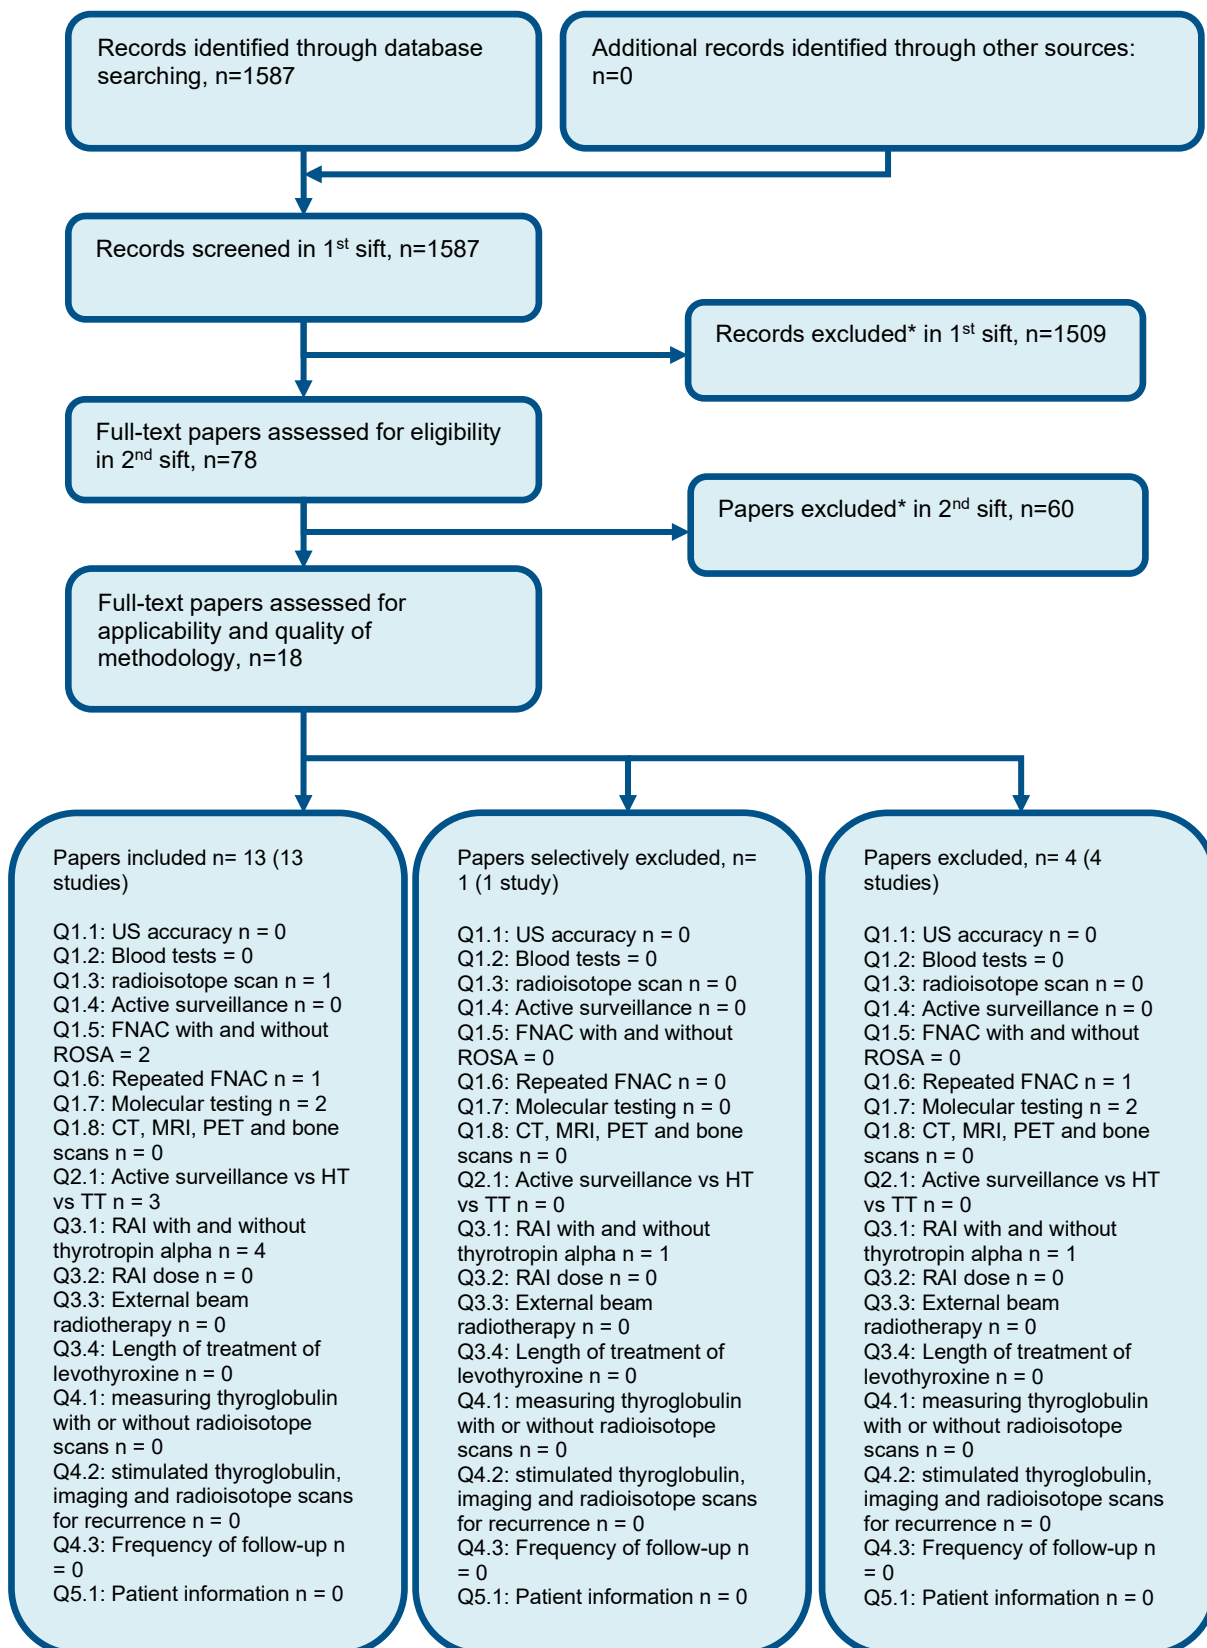 Records identified through database
searching, n=1587
Additional records identified through other sources:
n=0
Records screened in 1st sift, n=1587
Records excluded* in 1st sift, n=1509
Full-text papers assessed for eligibility
in 2nd sift, n=78
Papers excluded* in 2nd sift, n=60
Full-text papers assessed for
applicability and quality of
methodology, n=18
Papers included n= 13 (13
studies)
Q1.1: US accuracy n = 0
Q1.2: Blood tests = 0
Q1.3: radioisotope scan n = 1
Q1.4: Active surveillance n = 0
Q1.5: FNAC with and without
ROSA = 2
Q1.6: Repeated FNAC n = 1
Q1.7: Molecular testing n = 2
Q1.8: CT, MRI, PET and bone
scans n = 0
Q2.1: Active surveillance vs HT
vs TT n = 3
Q3.1: RAI with and without
thyrotropin alpha n = 4
Q3.2: RAI dose n = 0
Q3.3: External beam
radiotherapy n = 0
Q3.4: Length of treatment of
levothyroxine n = 0
Q4.1: measuring thyroglobulin
with or without radioisotope
scans n = 0
Q4.2: stimulated thyroglobulin,
imaging and radioisotope scans
for recurrence n = 0
Q4.3: Frequency of follow-up n
= 0
Q5.1: Patient information n = 0
Papers selectively excluded, n=
1 (1 study)
Q1.1: US accuracy n = 0
Q1.2: Blood tests = 0
Q1.3: radioisotope scan n = 0
Q1.4: Active surveillance n = 0
Q1.5: FNAC with and without
ROSA = 0
Q1.6: Repeated FNAC n = 0
Q1.7: Molecular testing n = 0
Q1.8: CT, MRI, PET and bone
scans n = 0
Q2.1: Active surveillance vs HT
vs TT n = 0
Q3.1: RAI with and without
thyrotropin alpha n = 1
Q3.2: RAI dose n = 0
Q3.3: External beam
radiotherapy n = 0
Q3.4: Length of treatment of
levothyroxine n = 0
Q4.1: measuring thyroglobulin
with or without radioisotope
scans n = 0
Q4.2: stimulated thyroglobulin,
imaging and radioisotope scans
for recurrence n = 0
Q4.3: Frequency of follow-up n
= 0
Q5.1: Patient information n = 0
Papers excluded, n= 4 (4
studies)
Q1.1: US accuracy n = 0
Q1.2: Blood tests = 0
Q1.3: radioisotope scan n = 0
Q1.4: Active surveillance n = 0
Q1.5: FNAC with and without
ROSA = 0
Q1.6: Repeated FNAC n = 1
Q1.7: Molecular testing n = 2
Q1.8: CT, MRI, PET and bone
scans n = 0
Q2.1: Active surveillance vs HT
vs TT n = 0
Q3.1: RAI with and without
thyrotropin alpha n = 1
Q3.2: RAI dose n = 0
Q3.3: External beam
radiotherapy n = 0
Q3.4: Length of treatment of
levothyroxine n = 0
Q4.1: measuring thyroglobulin
with or without radioisotope
scans n = 0
Q4.2: stimulated thyroglobulin,
imaging and radioisotope scans
for recurrence n = 0
Q4.3: Frequency of follow-up n
= 0
Q5.1: Patient information n = 0